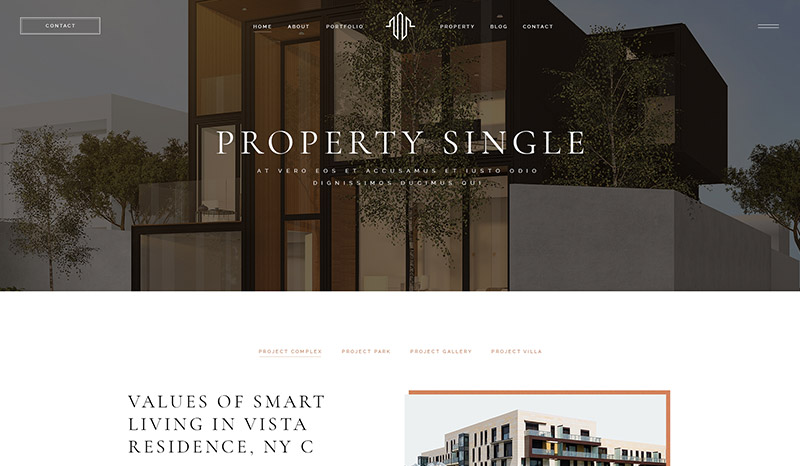 CONTACT
HOME ABOUT PORTFOLIO PROPERTY BLOG CONTACT
PROPERTY SINGLE
AT VERO EOS ET ACCUSAMUS ET IUSTO ODIO
DIGNISSIMOS DUCIMUS QUI
PROJECT COMPLEX PROJECT PARK PROJECT GALLERY PROJECT VILLA
VALUES OF SMART
LIVING IN VISTA
RESIDENCE, NY C